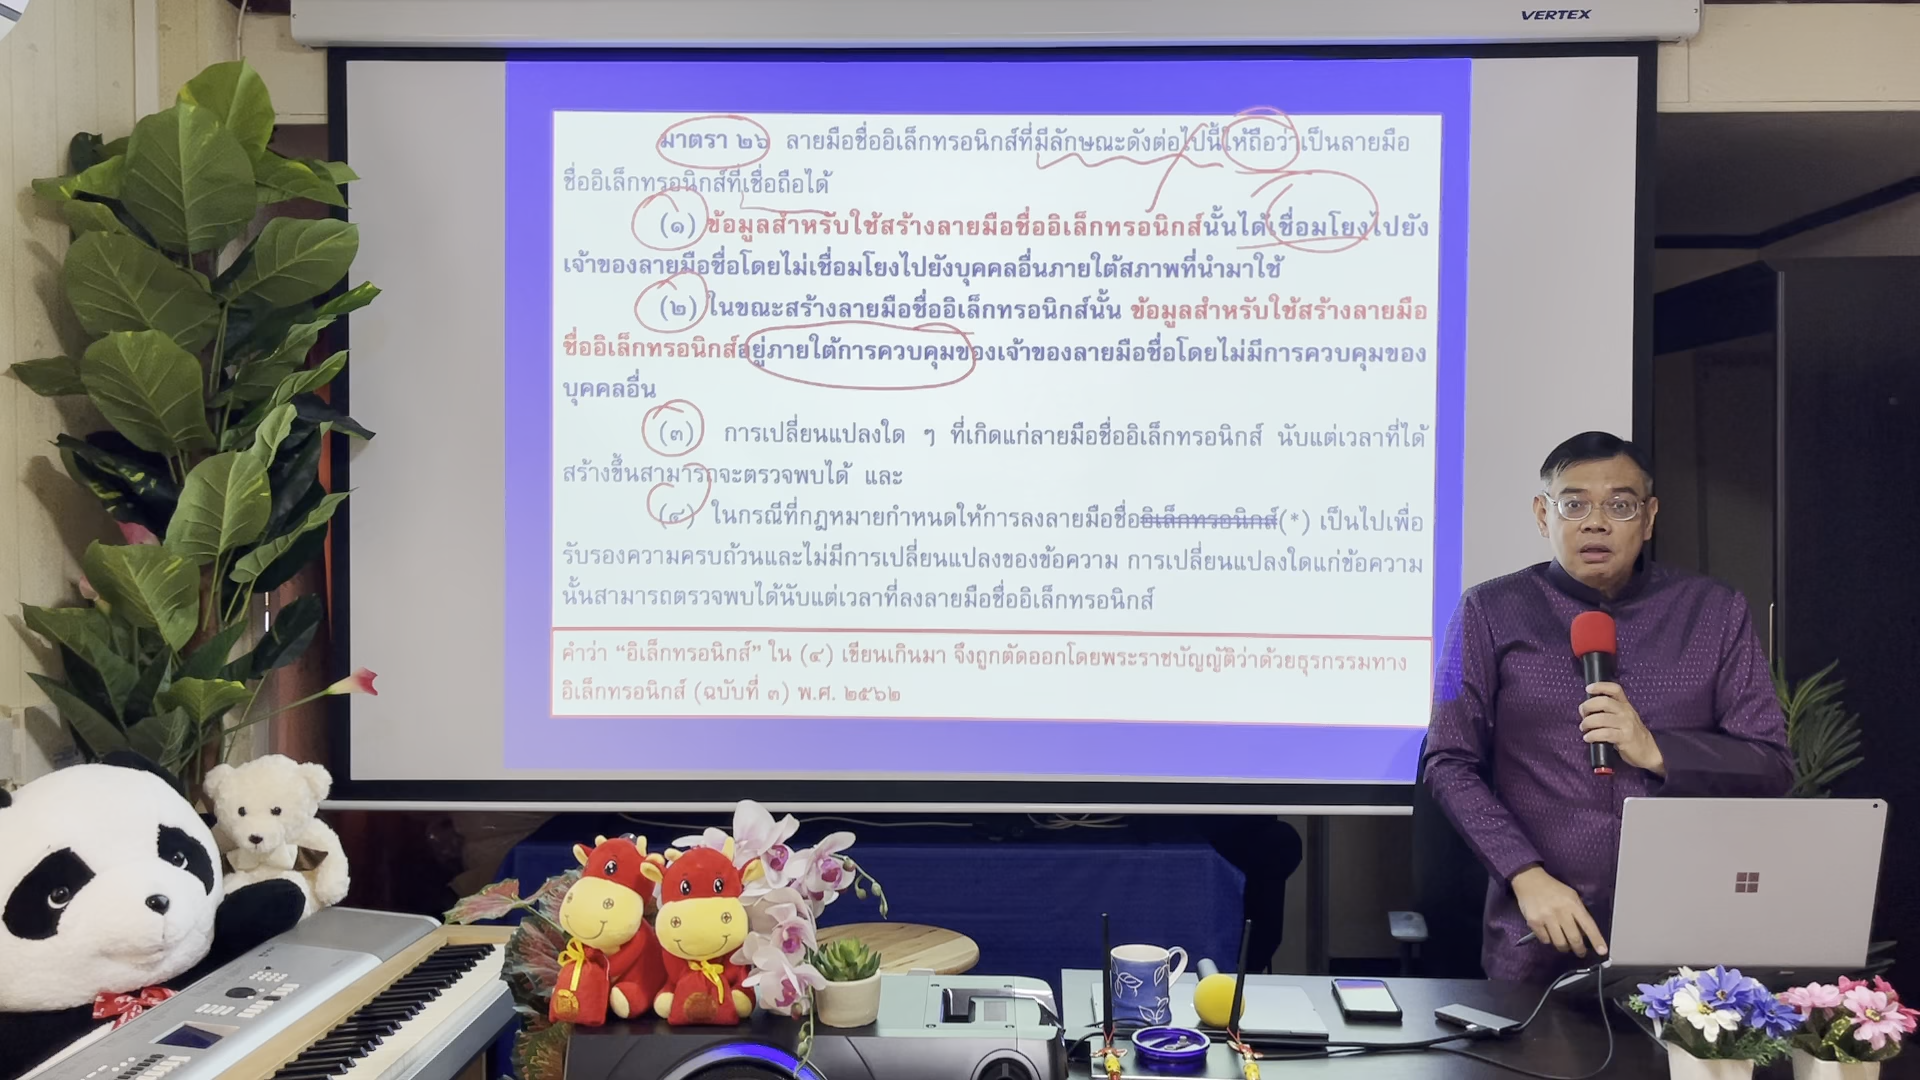 VERTEX
มาตรา ๒๖ ลายมือชื่ออิเล็กทรอนิกส์ที่มีลักษณะดังต่อไปนี้ให้ถือว่าเป็นลายมือ
ชื่ออิเล็กทรอนิกส์ที่เชื่อถือได้
(๑) ข้อมูลสำหรับใช้สร้างลายมือชื่ออิเล็กทรอนิกส์นั้นได้เชื่อมโยงไปยัง
เจ้าของลายมือชื่อโดยไม่เชื่อมโยงไปยังบุคคลอื่นภายใต้สภาพที่นำมาใช้
(๒) ในขณะสร้างลายมือชื่ออิเล็กทรอนิกส์นั้น ข้อมูลสำหรับใช้สร้างลายมือ
ชื่ออิเล็กทรอนิกส์อยู่ภายใต้การควบคุมของเจ้าของลายมือชื่อโดยไม่มีการควบคุมของ
บุคคลอื่น
(๓) การเปลี่ยนแปลงใด ๆ ที่เกิดแก่ลายมือชื่ออิเล็กทรอนิกส์ นับแต่เวลาที่ได้
สร้างขึ้นสามารถจะตรวจพบได้ และ
(๔) ในกรณีที่กฎหมายกำหนดให้การลงลายมือชื่ออิเล็กทรอนิกส์(*) เป็นไปเพื่อ
รับรองความครบถ้วนและไม่มีการเปลี่ยนแปลงของข้อความ การเปลี่ยนแปลงใดแก่ข้อความ
นั้นสามารถตรวจพบได้นับแต่เวลาที่ลงลายมือชื่ออิเล็กทรอนิกส์
คำว่า “อิเล็กทรอนิกส์” ใน (๔) เขียนเกินมา จึงถูกตัดออกโดยพระราชบัญญัติว่าด้วยธุรกรรมทาง
อิเล็กทรอนิกส์ (ฉบับที่ ๓) พ.ศ. ๒๕๖๒